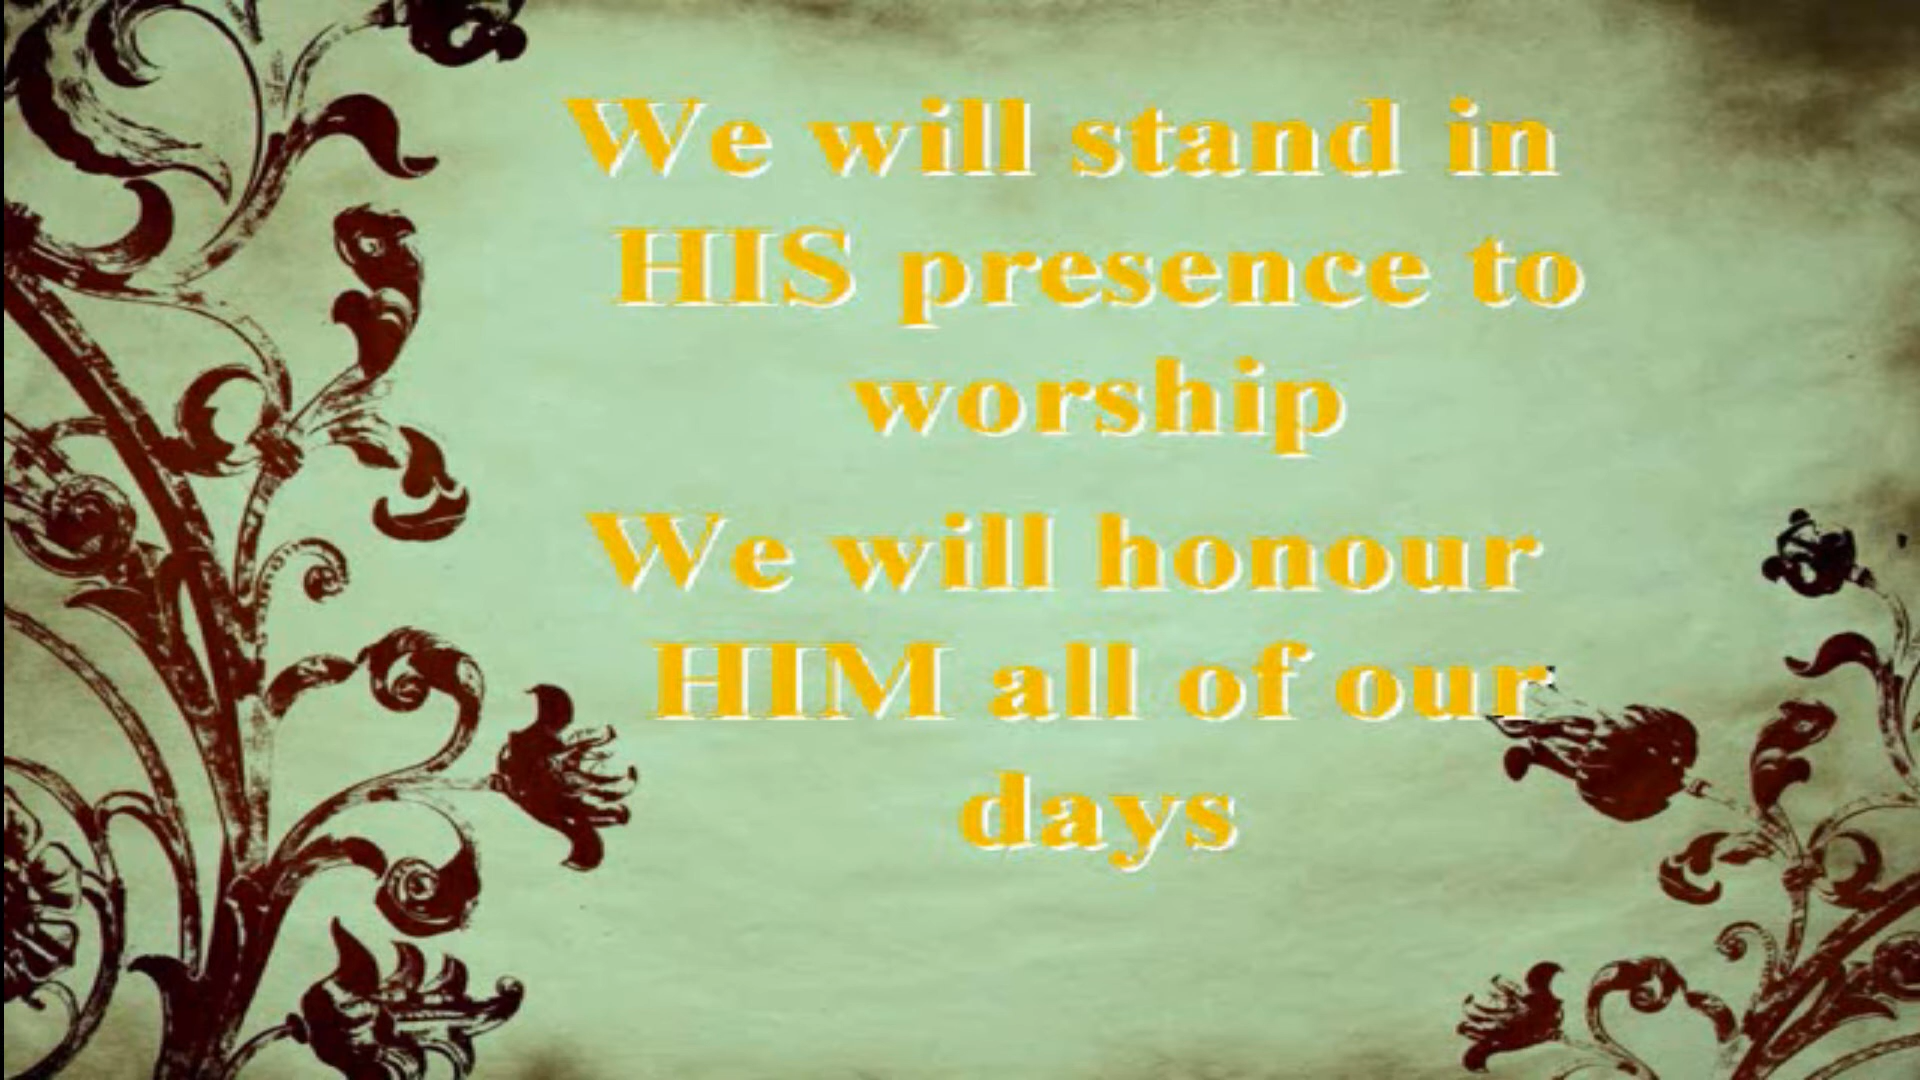 We will stand in
HIS presence to
worship
We will honour
HIM all of our
days